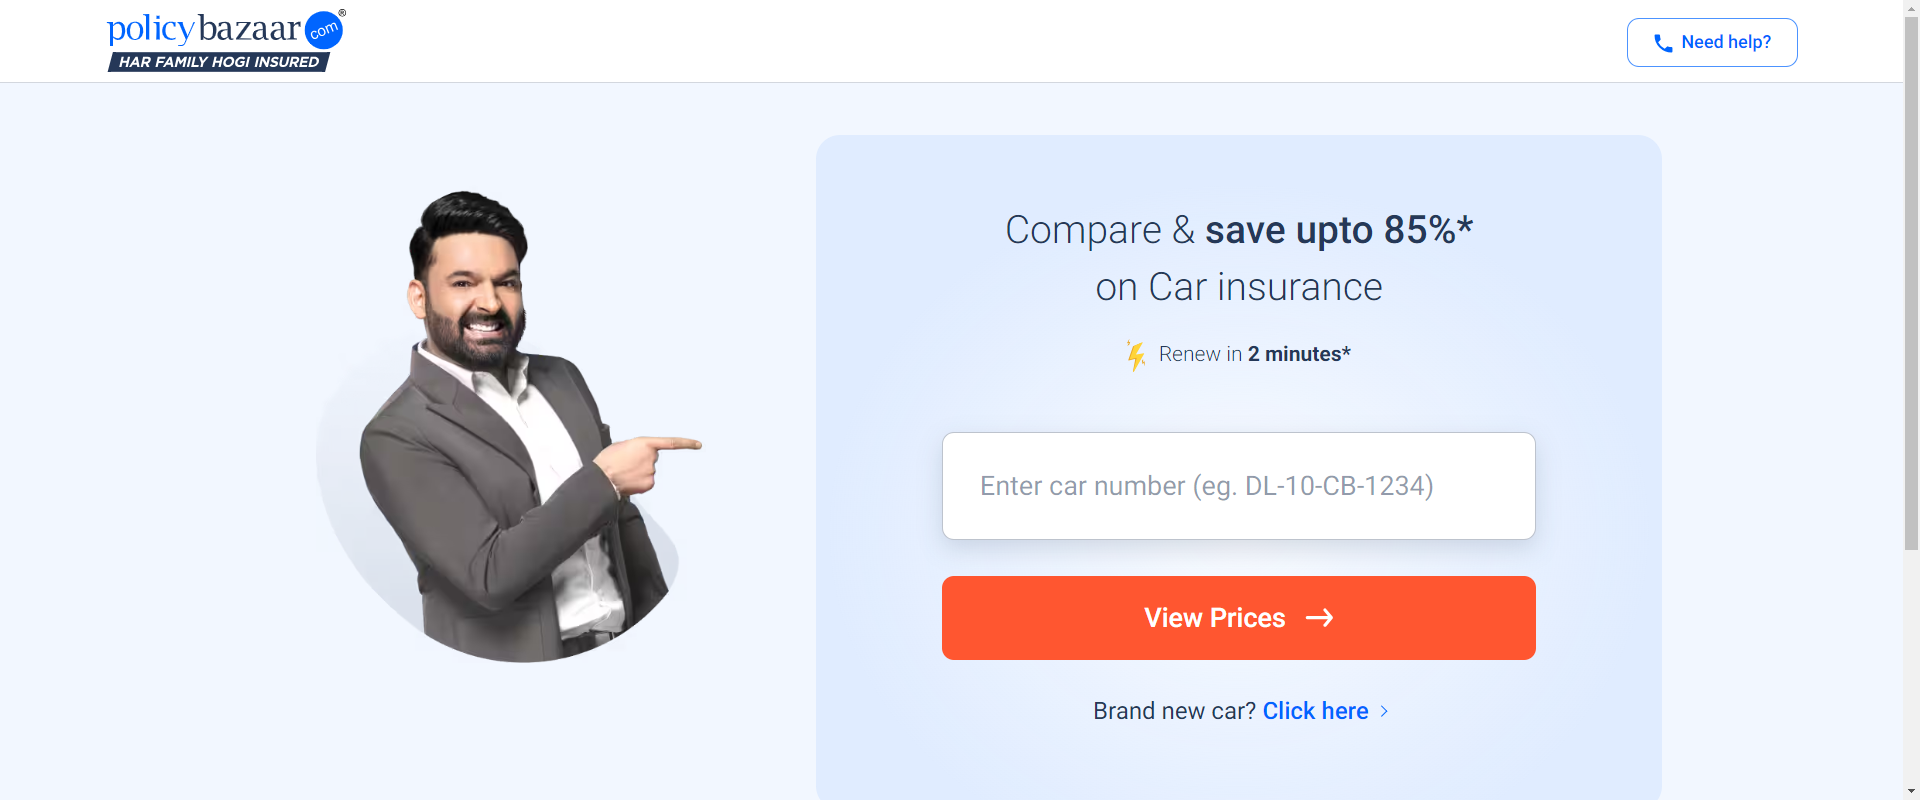 policybazaar.com®
HAR FAMILY HOGI INSURED
Need help?
Compare & save upto 85%*
on Car insurance
Renew in 2 minutes*
Enter car number (eg. DL-10-CB-1234)
View Prices
Brand new car? Click here >